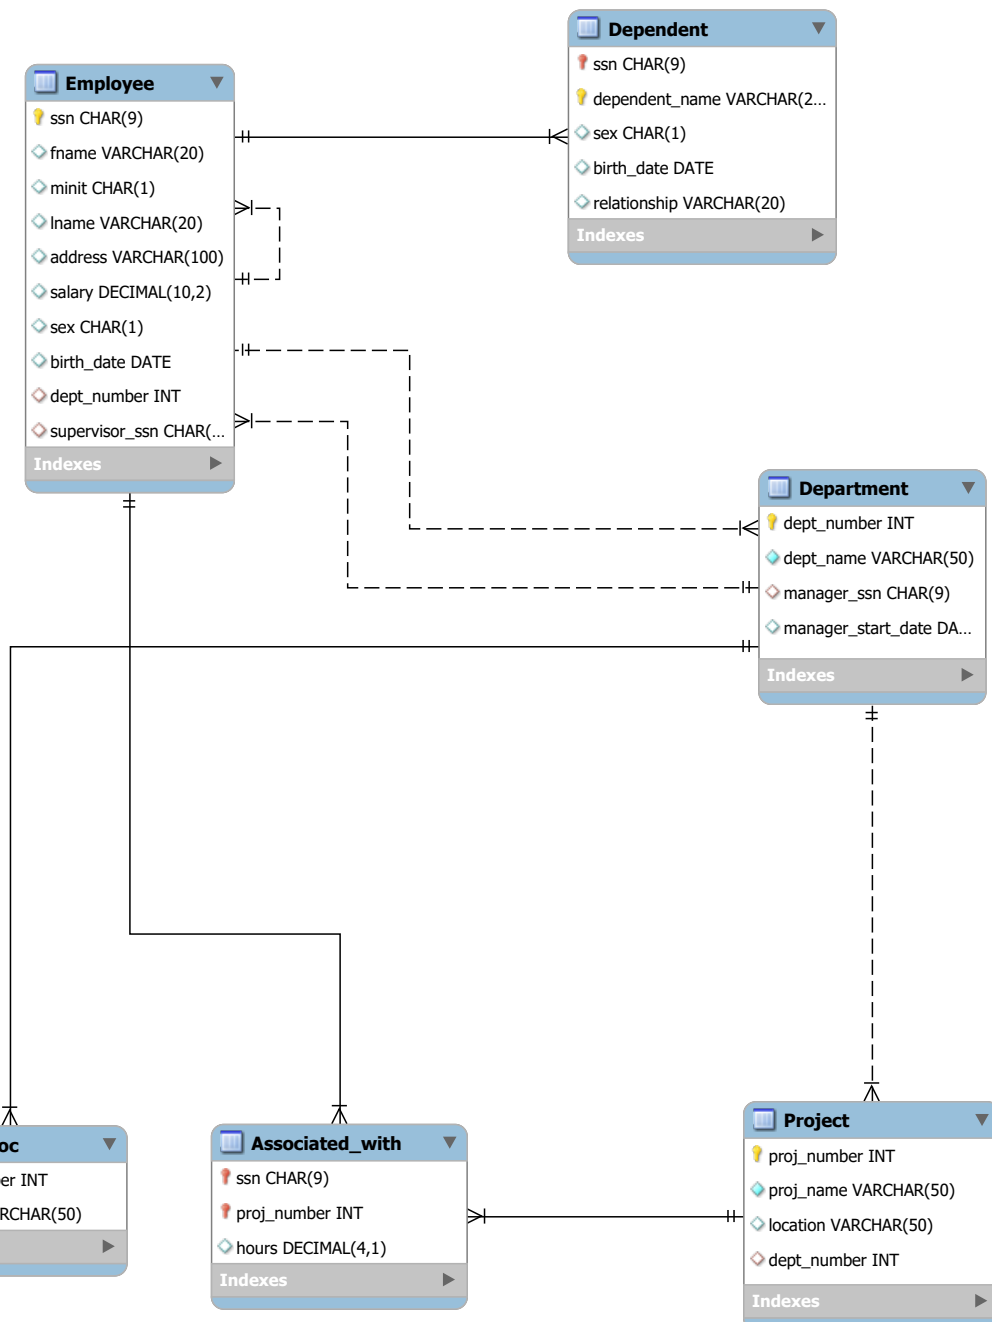 Dependent
ssn CHAR(9)
dependent_name VARCHAR(2...
sex CHAR(1)
birth_date DATE
relationship VARCHAR(20)
Indexes
Employee
ssn CHAR(9)
fname VARCHAR(20)
minit CHAR(1)
lname VARCHAR(20)
address VARCHAR(100)
salary DECIMAL(10,2)
sex CHAR(1)
birth_date DATE
dept_number INT
supervisor_ssn CHAR(...
Indexes
Department
dept_number INT
dept_name VARCHAR(50)
manager_ssn CHAR(9)
manager_start_date DA...
Indexes
oc
er INT
RCHAR(50)
Associated_with
ssn CHAR(9)
proj_number INT
hours DECIMAL(4,1)
Indexes
Project
proj_number INT
proj_name VARCHAR(50)
location VARCHAR(50)
dept_number INT
Indexes